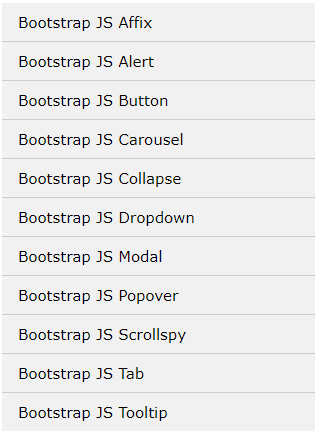 Bootstrap JS Affix
Bootstrap JS Alert
Bootstrap JS Button
Bootstrap JS Carousel
Bootstrap JS Collapse
Bootstrap JS Dropdown
Bootstrap JS Modal
Bootstrap JS Popover
Bootstrap JS Scrollspy
Bootstrap JS Tab
Bootstrap JS Tooltip